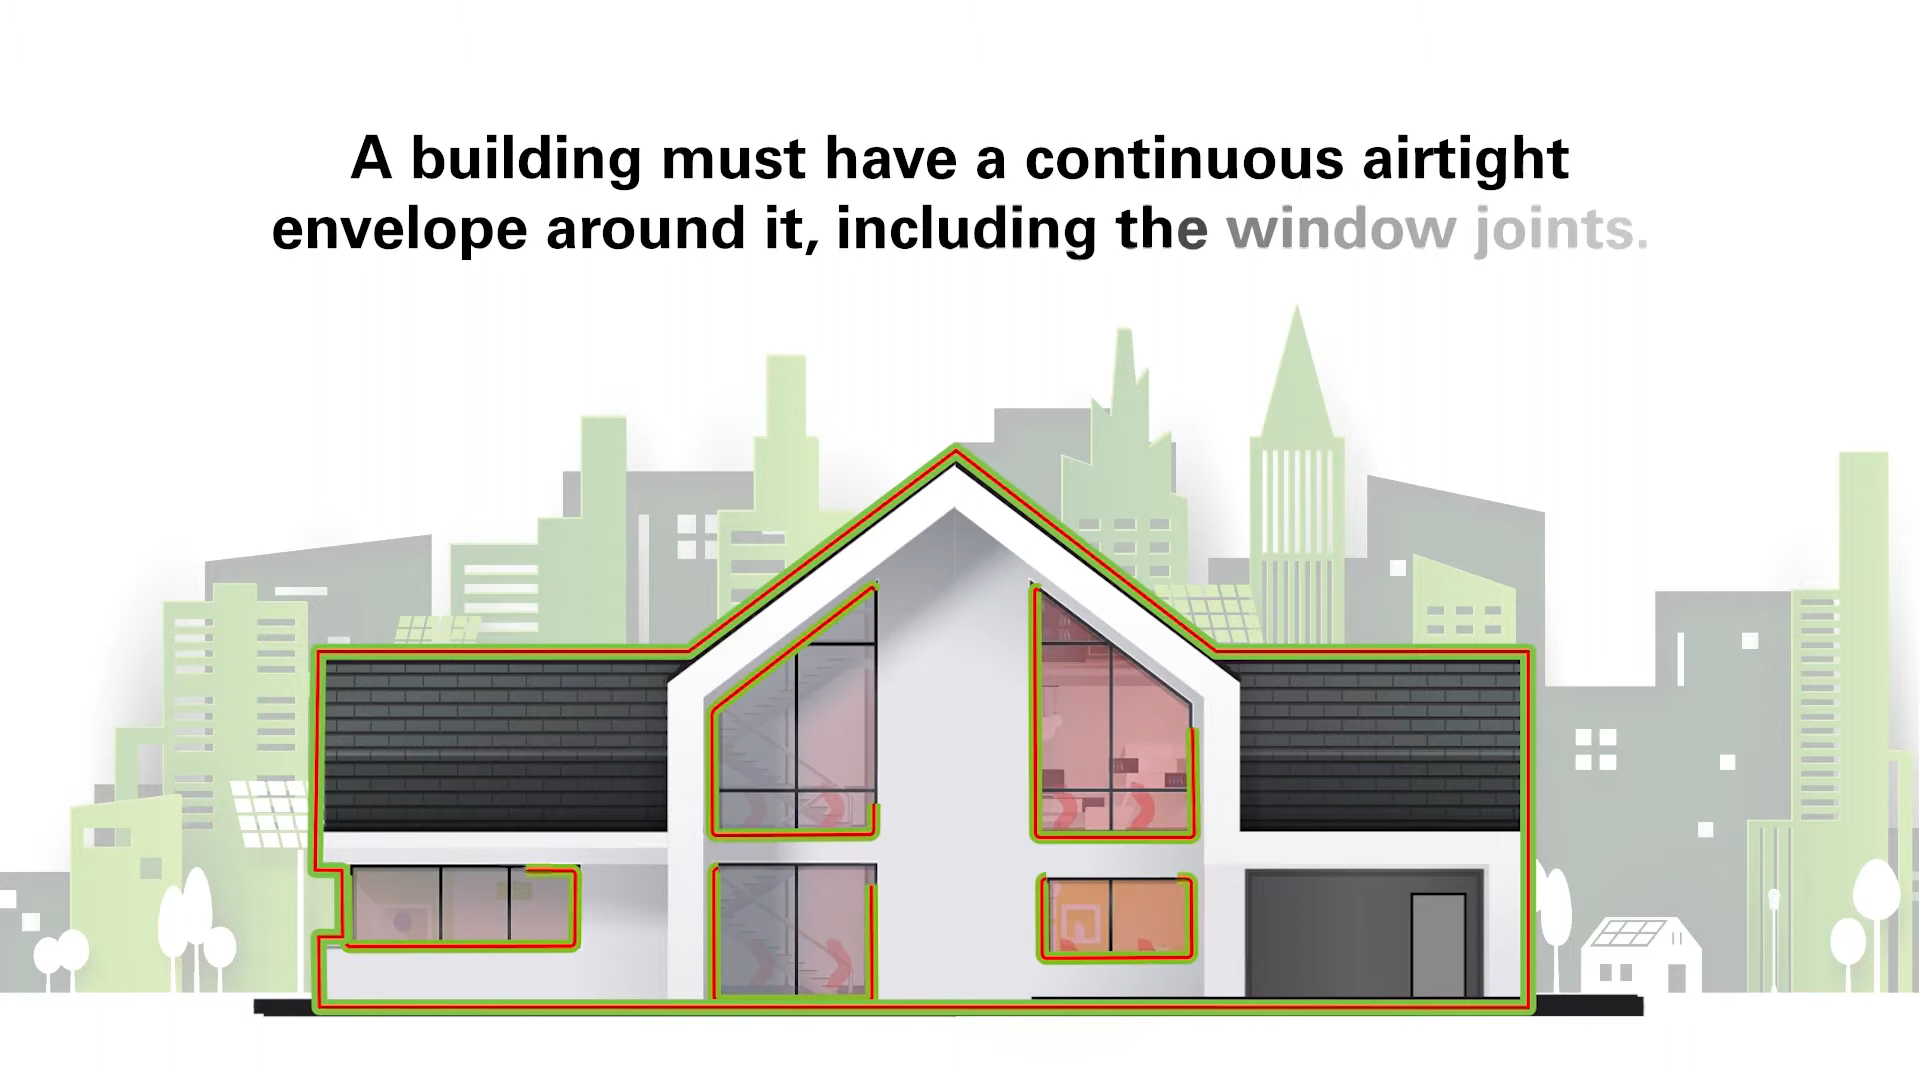 A building must have a continuous airtight
envelope around it, including the window joints.